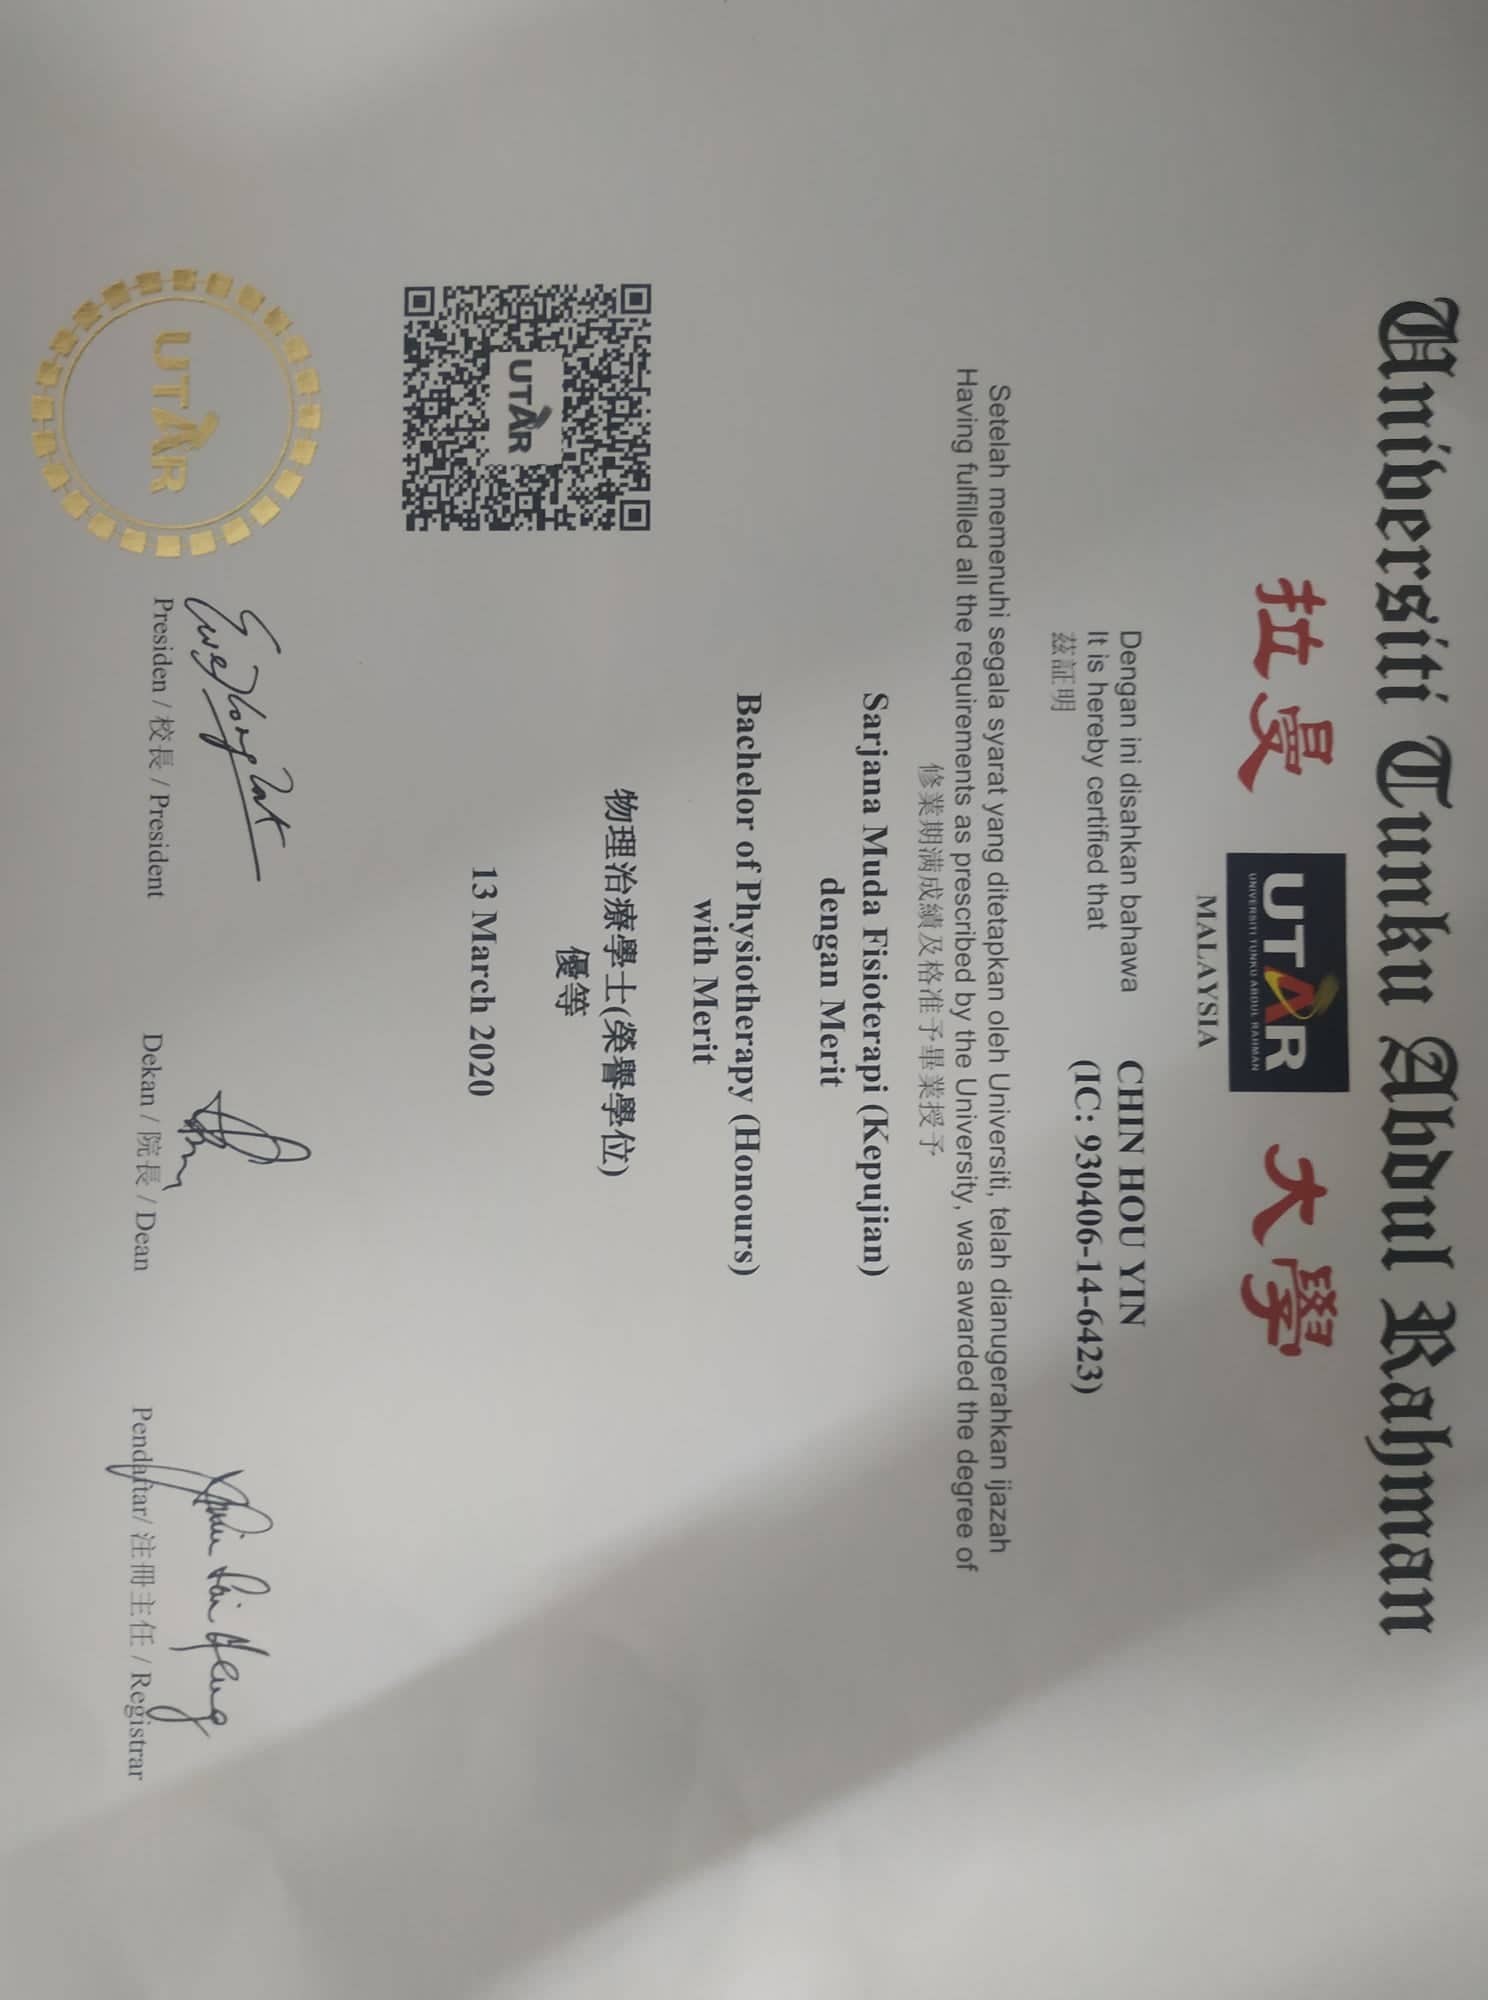 Universiti Tunku Abdul Rahman
拉曼 UTAR 大學
UNIVERSITI TUNKU ABDUL RAHMAN
MALAYSIA
Dengan ini disahkan bahawa CHIN HOU YIN
It is hereby certified that (IC: 930406-14-6423)
茲証明
Setelah memenuhi segala syarat yang ditetapkan oleh Universiti, telah dianugerahkan ijazah
Having fulfilled all the requirements as prescribed by the University, was awarded the degree of
修業期满成績及格准予畢業授予
Sarjana Muda Fisioterapi (Kepujian)
dengan Merit
Bachelor of Physiotherapy (Honours)
with Merit
物理治療學士(榮譽學位)
優等
13 March 2020
UTAR
UTAR
Presiden / 校長 / President
Dekan / 院長 / Dean
Pendaftar/ 注冊主任 / Registrar